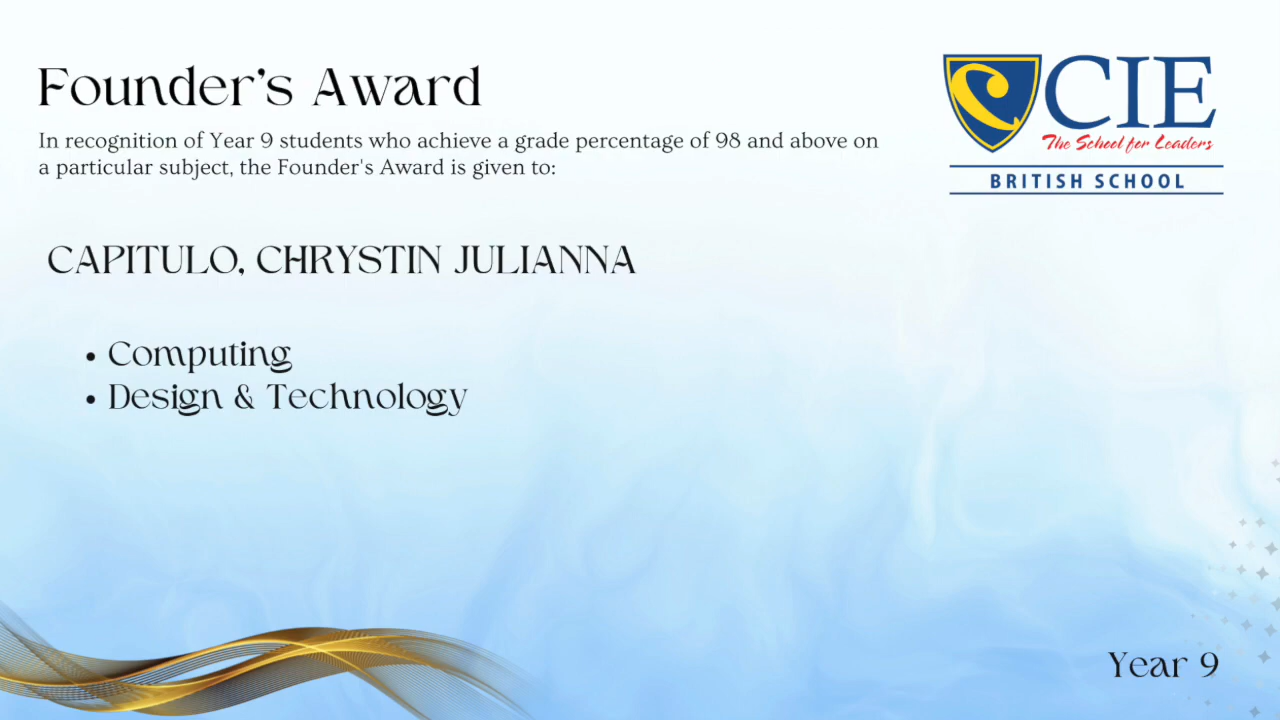 Founder's Award
In recognition of Year 9 students who achieve a grade percentage of 98 and above on
a particular subject, the Founder's Award is given to:
CIE
The School for Leaders
BRITISH SCHOOL
CAPITULO, CHRYSTIN JULIANNA
• Computing
• Design & Technology
Year 9